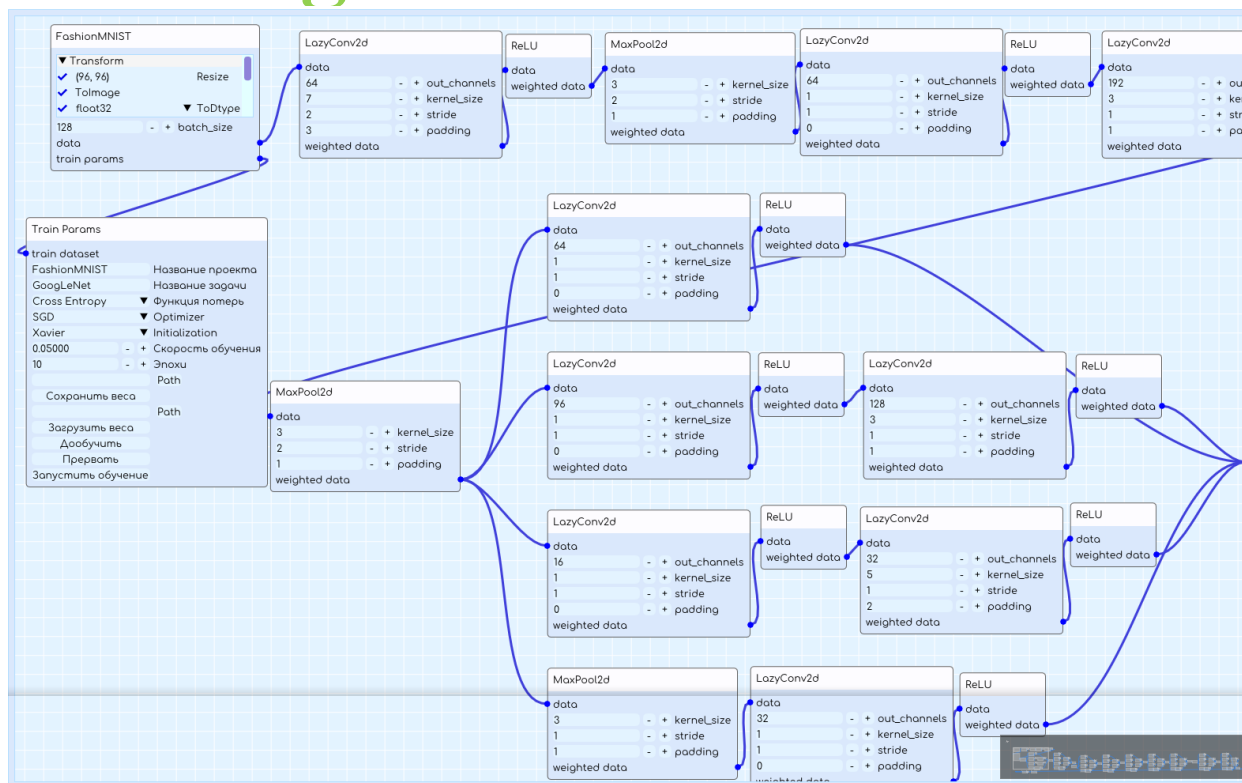 FashionMNIST
▼ Transform
(96, 96) Resize
ToImage
float32 ▼ ToDtype
128 - + batch_size
data
train params
LazyConv2d
data
64 - + out_channels
7 - + kernel_size
2 - + stride
3 - + padding
weighted data
ReLU
data
weighted data
MaxPool2d
data
3 - + kernel_size
2 - + stride
1 - + padding
weighted data
LazyConv2d
data
64 - + out_channels
1 - + kernel_size
1 - + stride
0 - + padding
weighted data
ReLU
data
weighted data
LazyConv2d
data
192 - + ou
3 - + ke
1 - + str
1 - + pa
weighted data
Train Params
train dataset
FashionMNIST Название проекта
GoogLeNet Название задачи
Cross Entropy ▼ Функция потерь
SGD ▼ Optimizer
Xavier ▼ Initialization
0.05000 - + Скорость обучения
10 - + Эпохи
Path
Сохранить веса
Path
Загрузить веса
Дообучить
Прервать
Запустить обучение
MaxPool2d
data
3 - + kernel_size
2 - + stride
1 - + padding
weighted data
LazyConv2d
data
64 - + out_channels
1 - + kernel_size
1 - + stride
0 - + padding
weighted data
ReLU
data
weighted data
LazyConv2d
data
96 - + out_channels
1 - + kernel_size
1 - + stride
0 - + padding
weighted data
ReLU
data
weighted data
LazyConv2d
data
128 - + out_channels
3 - + kernel_size
1 - + stride
1 - + padding
weighted data
ReLU
data
weighted data
LazyConv2d
data
16 - + out_channels
1 - + kernel_size
1 - + stride
0 - + padding
weighted data
ReLU
data
weighted data
LazyConv2d
data
32 - + out_channels
5 - + kernel_size
1 - + stride
2 - + padding
weighted data
ReLU
data
weighted data
MaxPool2d
data
3 - + kernel_size
1 - + stride
1 - + padding
weighted data
LazyConv2d
data
32 - + out_channels
1 - + kernel_size
1 - + stride
0 - + padding
weighted data
ReLU
data
weighted data